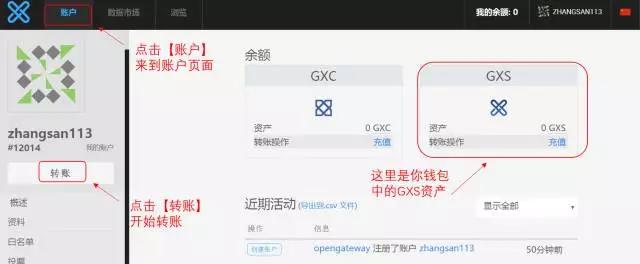 账户 数据市场 浏览 我的余额: 0 ZHANGSAN113
点击【账户】
来到账户页面
zhangsan113
#12014 我的账户
转 账
点击【转账】
开始转账
概述
资料
白名单
投票
余额
GXC
资产 0 GXC
转账操作 充值
GXS
资产 0 GXS
转账操作 充值
这里是你钱包
中的GXS资产
近期活动 (导出到.csv 文件) 显示全部
操作 信息
创建账户 opengateway 注册了账户 zhangsan113 50分钟前